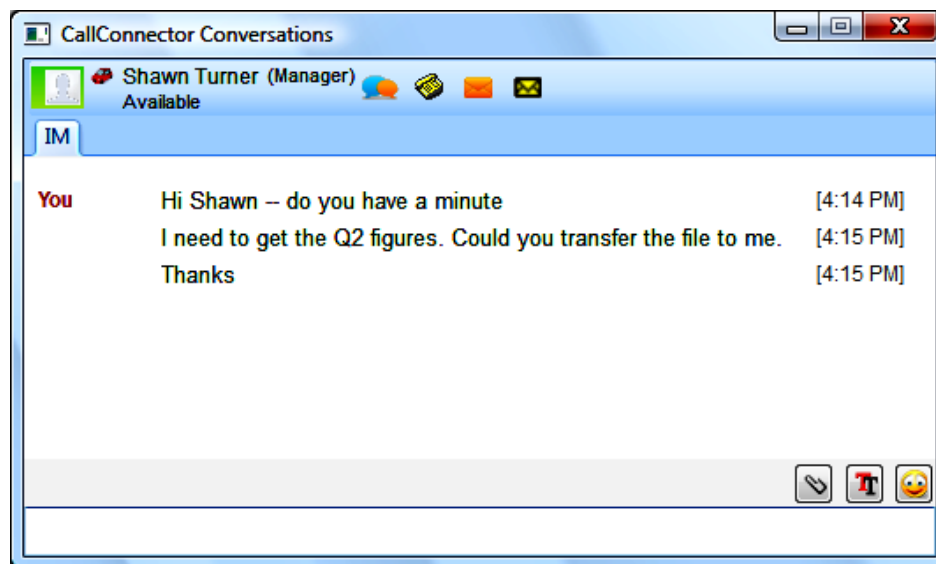 CallConnector Conversations
Shawn Turner (Manager)
Available
IM
You Hi Shawn -- do you have a minute [4:14 PM]
I need to get the Q2 figures. Could you transfer the file to me. [4:15 PM]
Thanks [4:15 PM]